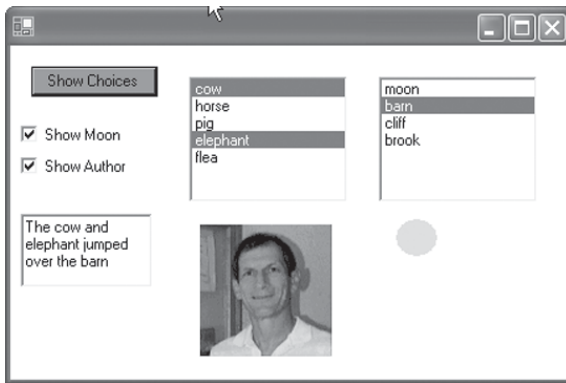 Show Choices
Show Moon
Show Author
The cow and
elephant jumped
over the barn
cow
horse
pig
elephant
flea
moon
barn
cliff
brook